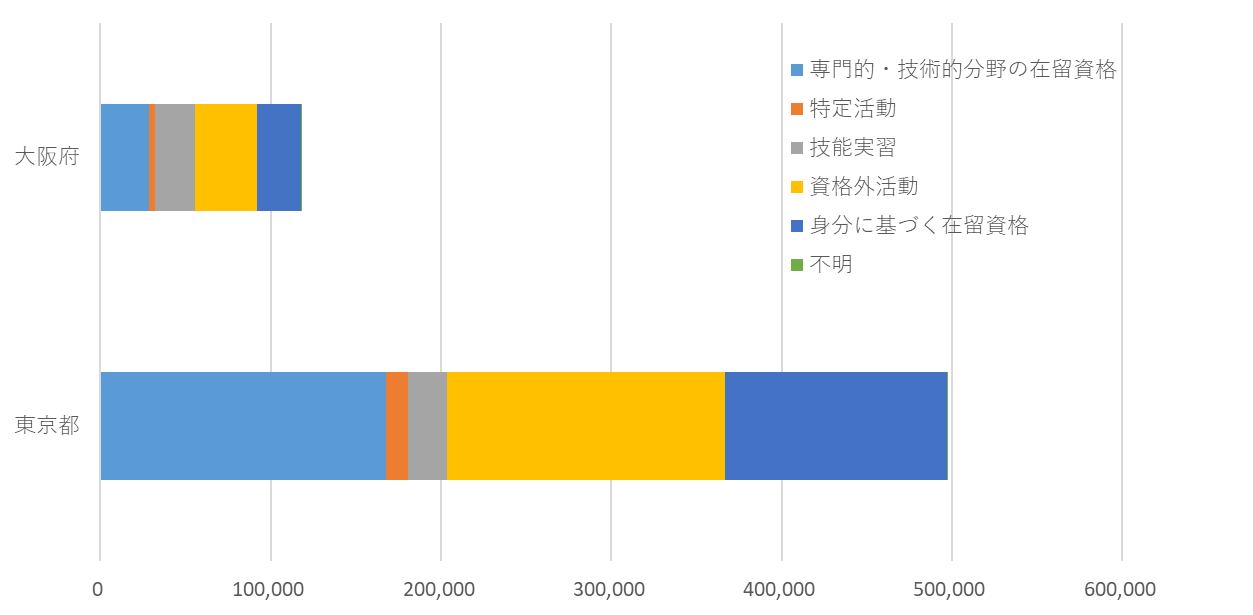 専門的・技術的分野の在留資格
特定活動
技能実習
資格外活動
身分に基づく在留資格
不明
大阪府
東京都
0
100,000
200,000
300,000
400,000
500,000
600,000